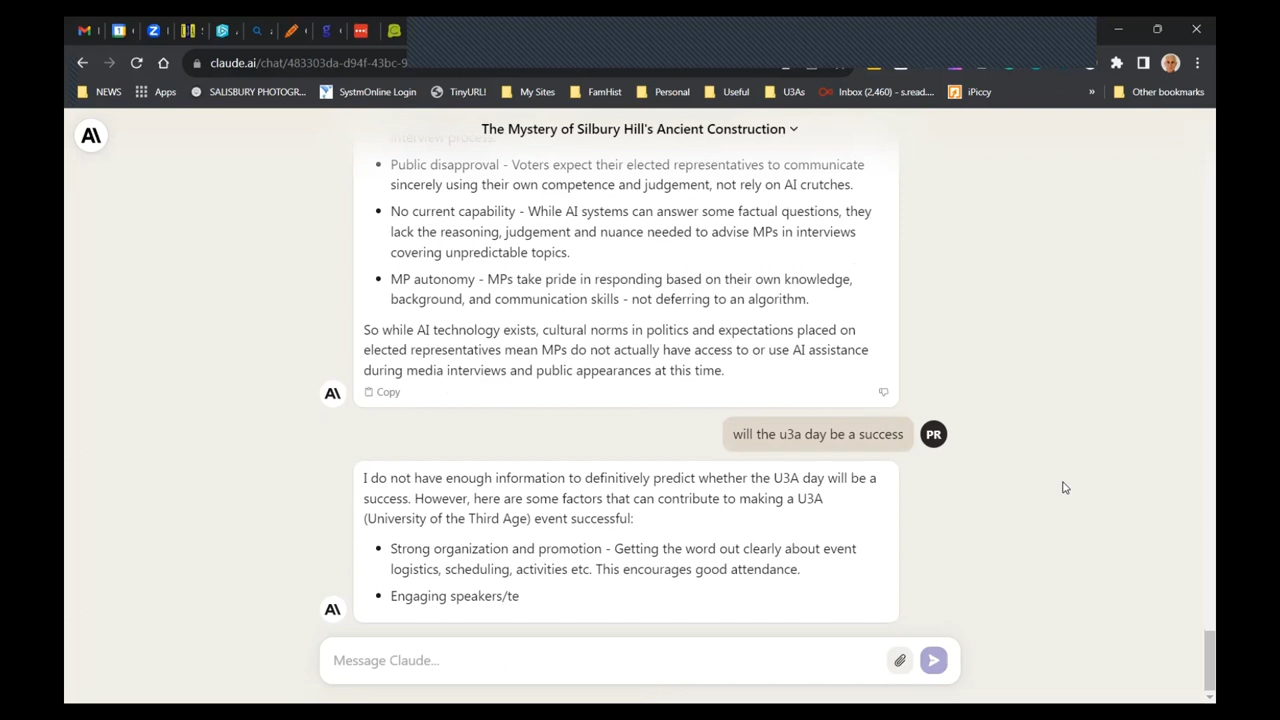 claude.ai/chat/483303da-d94f-43bc-9
NEWS Apps SALISBURY PHOTOGR... SystmOnline Login TinyURL! My Sites FamHist Personal Useful U3As Inbox (2,460) - s.read.... iPiccy » Other bookmarks
The Mystery of Silbury Hill's Ancient Construction
interview process.
• Public disapproval - Voters expect their elected representatives to communicate
sincerely using their own competence and judgement, not rely on AI crutches.
• No current capability - While AI systems can answer some factual questions, they
lack the reasoning, judgement and nuance needed to advise MPs in interviews
covering unpredictable topics.
• MP autonomy - MPs take pride in responding based on their own knowledge,
background, and communication skills - not deferring to an algorithm.
So while AI technology exists, cultural norms in politics and expectations placed on
elected representatives mean MPs do not actually have access to or use AI assistance
during media interviews and public appearances at this time.
Copy
will the u3a day be a success PR
I do not have enough information to definitively predict whether the U3A day will be a
success. However, here are some factors that can contribute to making a U3A
(University of the Third Age) event successful:
• Strong organization and promotion - Getting the word out clearly about event
logistics, scheduling, activities etc. This encourages good attendance.
• Engaging speakers/te
Message Claude...